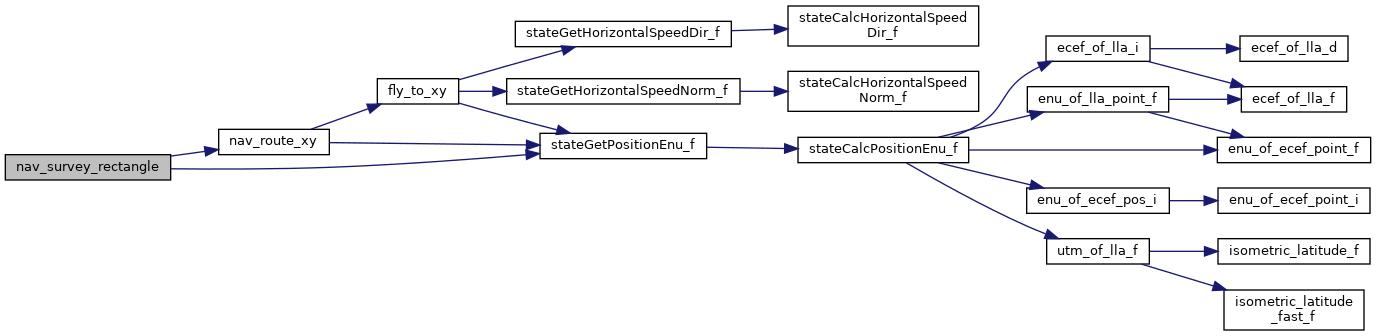 nav_survey_rectangle
nav_route_xy
fly_to_xy
stateGetHorizontalSpeedDir_f
stateCalcHorizontalSpeed
Dir_f
stateGetHorizontalSpeedNorm_f
stateCalcHorizontalSpeed
Norm_f
stateGetPositionEnu_f
stateCalcPositionEnu_f
ecef_of_lla_i
ecef_of_lla_d
enu_of_lla_point_f
ecef_of_lla_f
enu_of_ecef_point_f
enu_of_ecef_pos_i
enu_of_ecef_point_i
utm_of_lla_f
isometric_latitude_f
isometric_latitude
_fast_f